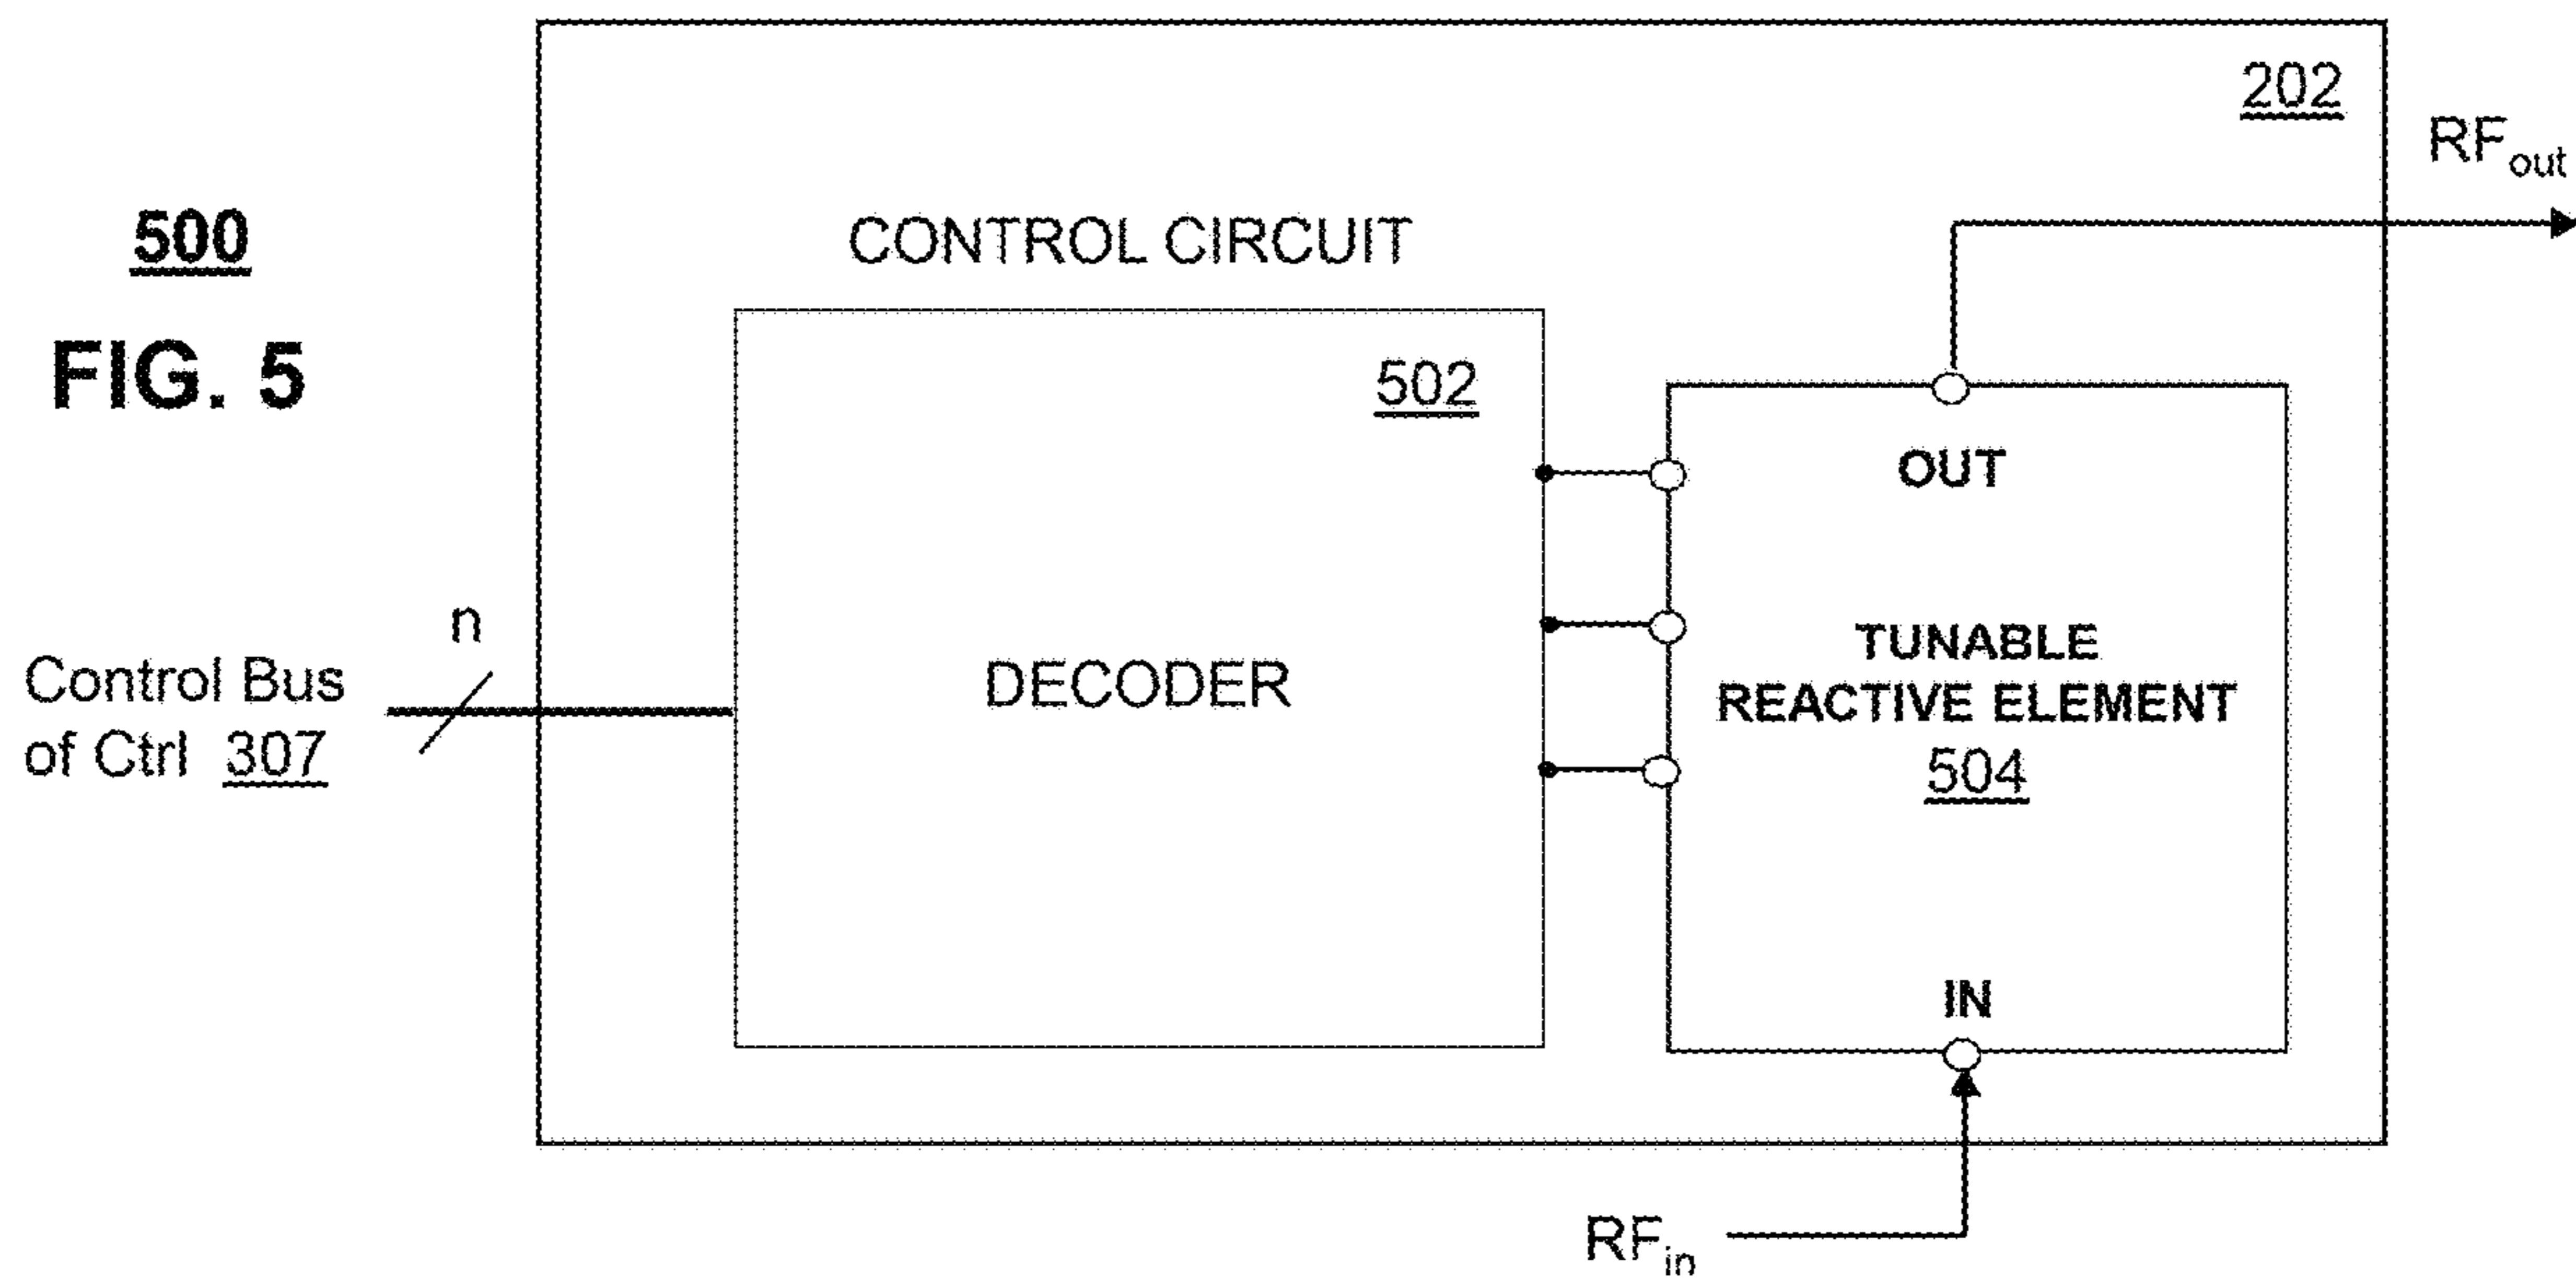 500
FIG. 5
202
RFout
CONTROL CIRCUIT
502
OUT
n
Control Bus
of Ctrl 307
DECODER
TUNABLE
REACTIVE ELEMENT
504
IN
RFin